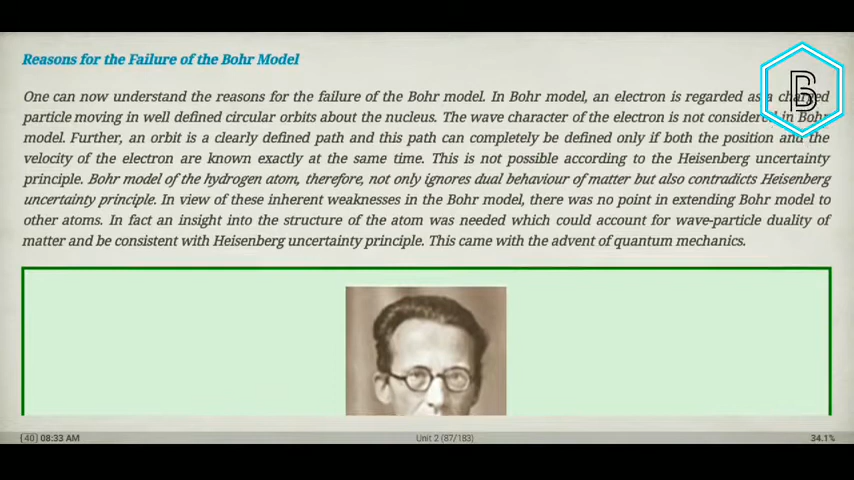 Reasons for the Failure of the Bohr Model
One can now understand the reasons for the failure of the Bohr model. In Bohr model, an electron is regarded as a charged
particle moving in well defined circular orbits about the nucleus. The wave character of the electron is not considered in Bohr
model. Further, an orbit is a clearly defined path and this path can completely be defined only if both the position and the
velocity of the electron are known exactly at the same time. This is not possible according to the Heisenberg uncertainty
principle. Bohr model of the hydrogen atom, therefore, not only ignores dual behaviour of matter but also contradicts Heisenberg
uncertainty principle. In view of these inherent weaknesses in the Bohr model, there was no point in extending Bohr model to
other atoms. In fact an insight into the structure of the atom was needed which could account for wave-particle duality of
matter and be consistent with Heisenberg uncertainty principle. This came with the advent of quantum mechanics.
B
{40} 08:33 AM Unit 2 (87/183) 34.1%